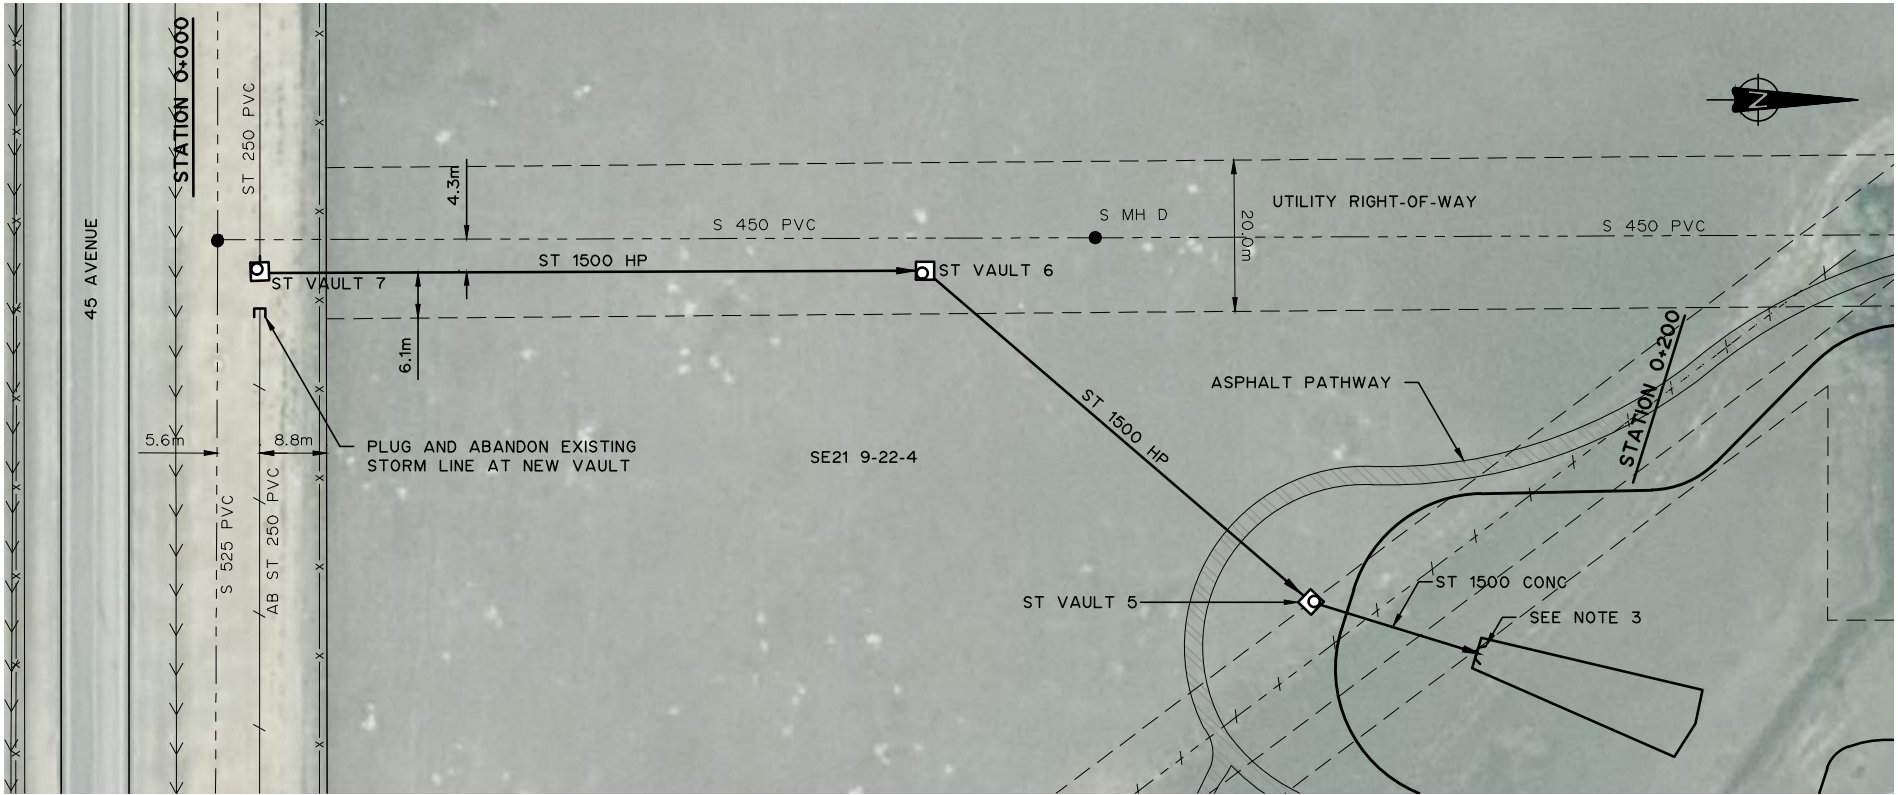 STATION 0+000
ST 250 PVC
45 AVENUE
4.3m
S 450 PVC
S MH D
20.0m
UTILITY RIGHT-OF-WAY
S 450 PVC
N
ST 1500 HP
ST VAULT 7
ST VAULT 6
6.1m
ASPHALT PATHWAY
STATION 0+200
ST 1500 HP
5.6m
8.8m
PLUG AND ABANDON EXISTING
STORM LINE AT NEW VAULT
SE21 9-22-4
S 525 PVC
AB ST 250 PVC
ST VAULT 5
ST 1500 CONC
SEE NOTE 3